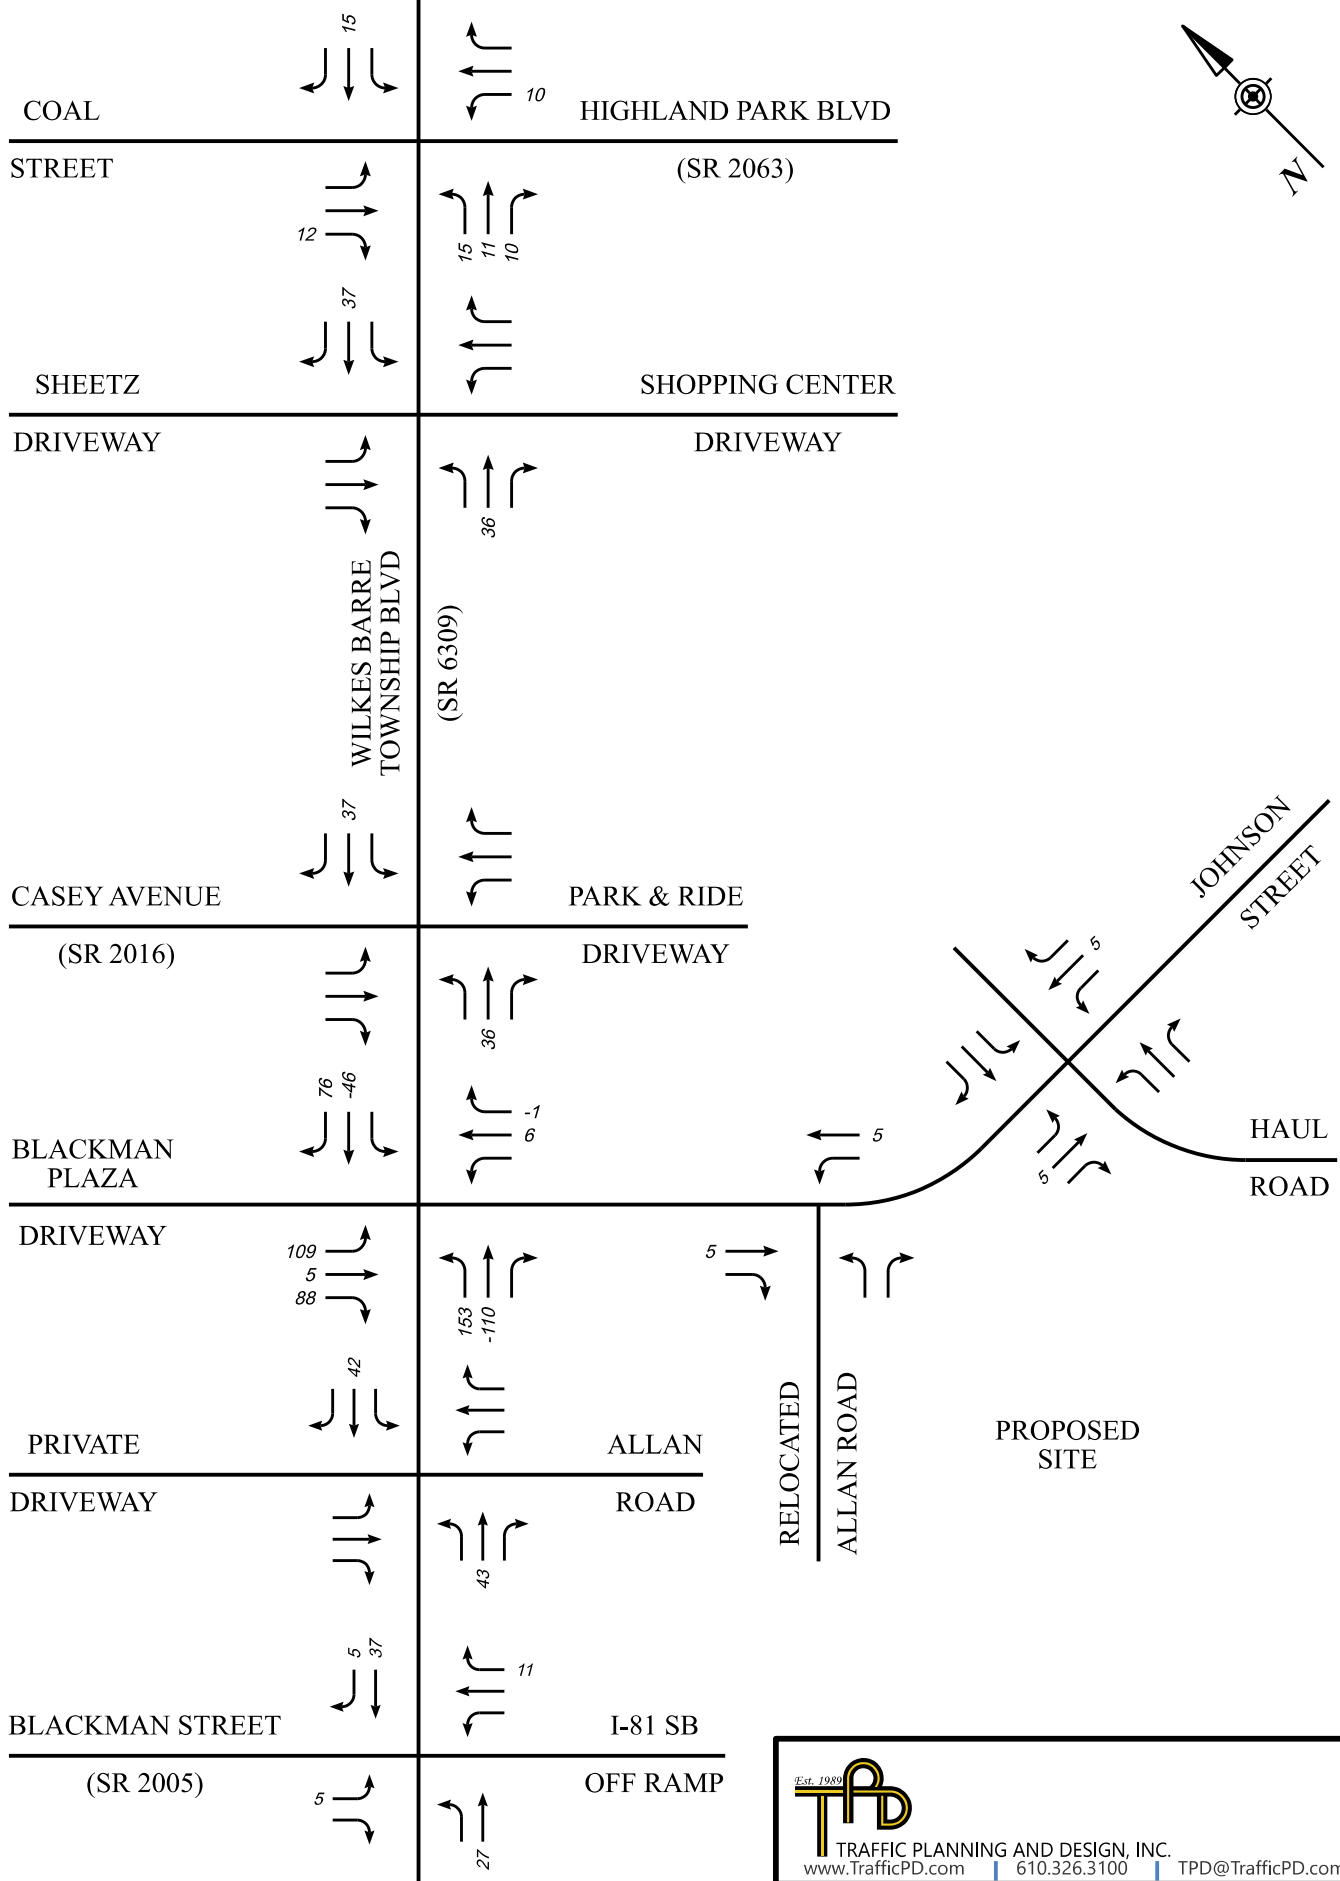 15
10
COAL
HIGHLAND PARK BLVD
STREET
(SR 2063)
N
12
15
11
10
37
SHEETZ
SHOPPING CENTER
DRIVEWAY
DRIVEWAY
36
WILKES BARRE
TOWNSHIP BLVD
(SR 6309)
37
CASEY AVENUE
PARK & RIDE
(SR 2016)
DRIVEWAY
36
JOHNSON
STREET
5
5
HAUL
ROAD
76
-46
-1
6
5
BLACKMAN
PLAZA
DRIVEWAY
109
5
88
153
-110
5
42
RELOCATED
ALLAN ROAD
PROPOSED
SITE
PRIVATE
ALLAN
DRIVEWAY
ROAD
43
5
37
11
BLACKMAN STREET
I-81 SB
(SR 2005)
OFF RAMP
5
27
Est. 1989
TPD
TRAFFIC PLANNING AND DESIGN, INC.
www.TrafficPD.com | 610.326.3100 | TPD@TrafficPD.com